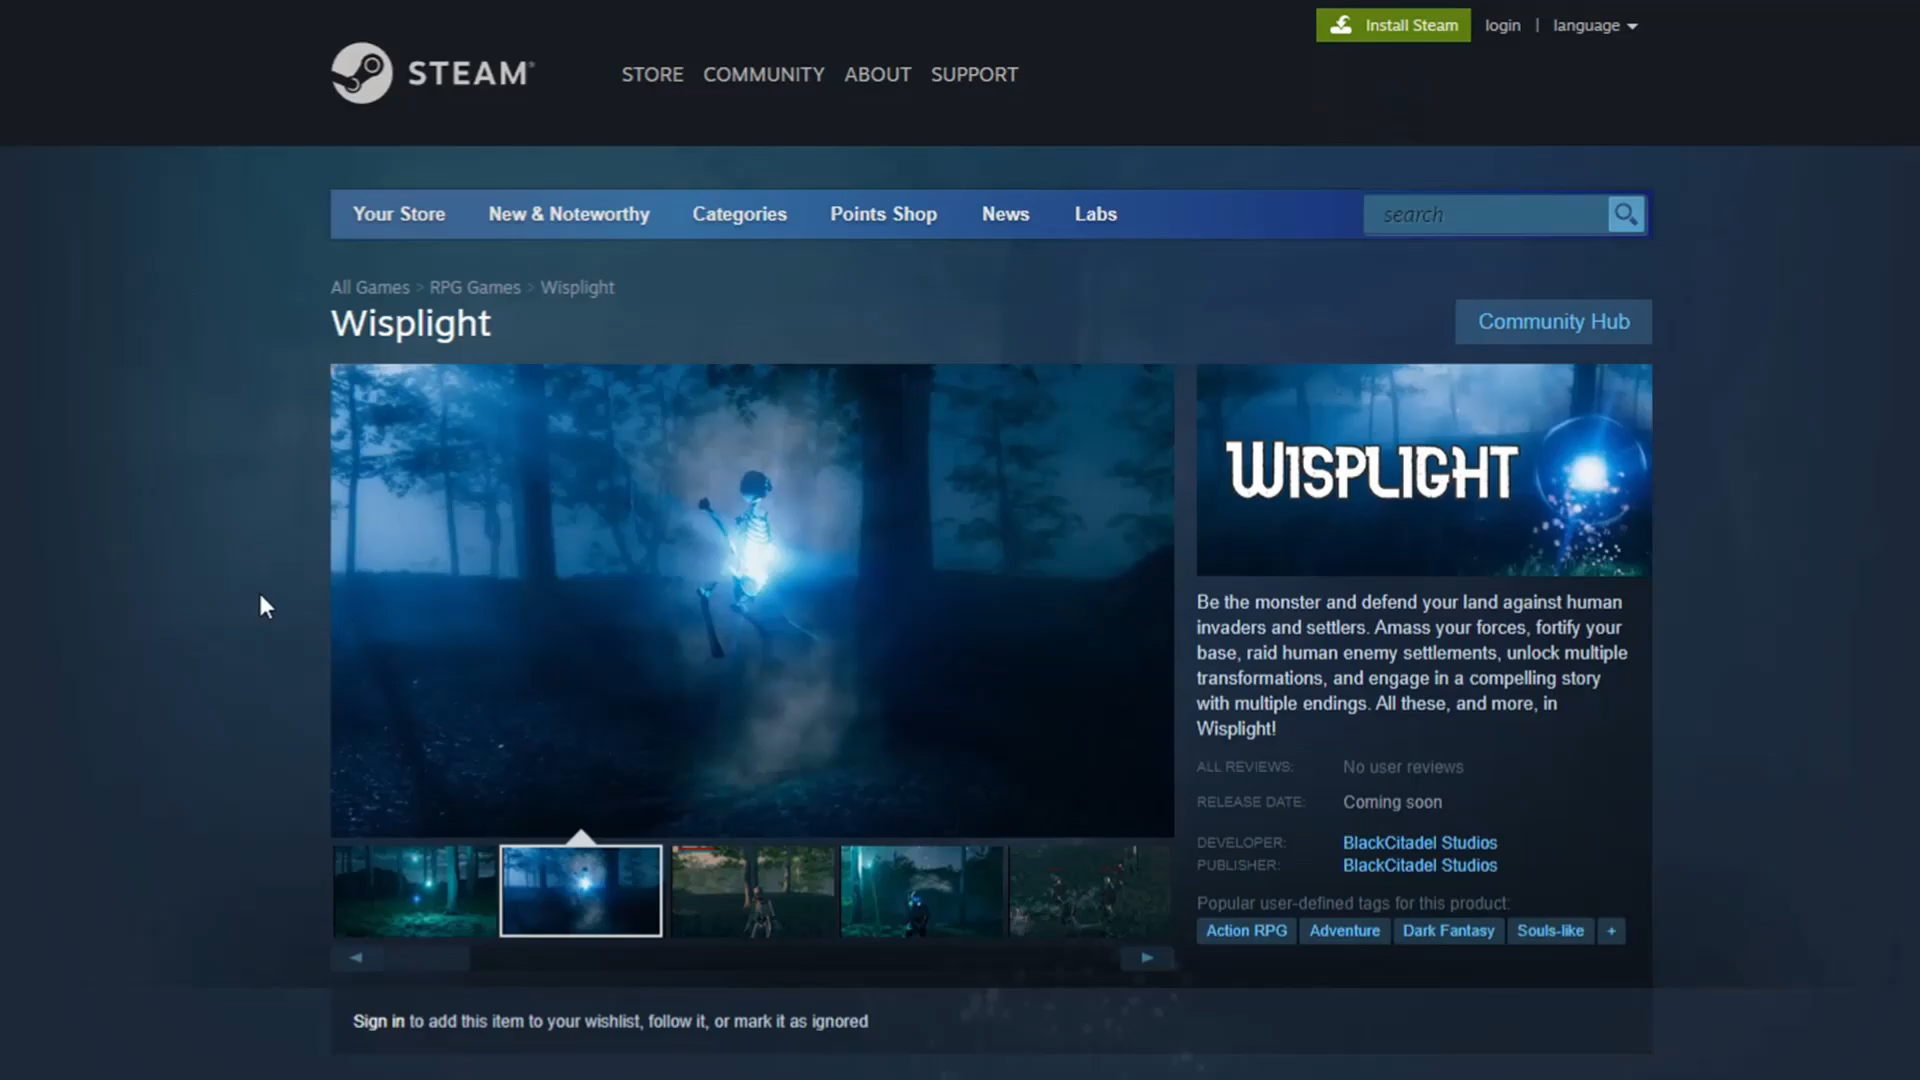 Install Steam login | language
STEAM®
STORE COMMUNITY ABOUT SUPPORT
Your Store New & Noteworthy Categories Points Shop News Labs search
All Games > RPG Games > Wisplight
Wisplight
Community Hub
WISPLIGHT
Be the monster and defend your land against human
invaders and settlers. Amass your forces, fortify your
base, raid human enemy settlements, unlock multiple
transformations, and engage in a compelling story
with multiple endings. All these, and more, in
Wisplight!
ALL REVIEWS: No user reviews
RELEASE DATE: Coming soon
DEVELOPER: BlackCitadel Studios
PUBLISHER: BlackCitadel Studios
Popular user-defined tags for this product:
Action RPG Adventure Dark Fantasy Souls-like +
Sign in to add this item to your wishlist, follow it, or mark it as ignored